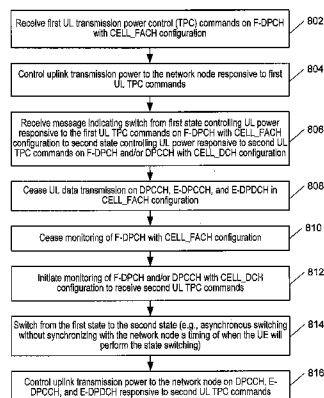 Receive first UL transmission power control (TPC) commands on F-DPCH
with CELL_FACH configuration
802
Control uplink transmission power to the network node responsive to first
UL TPC commands
804
Receive message indicating switch from first state controlling UL power
responsive to the first UL TPC commands on F-DPCH with CELL_FACH
configuration to second state controlling UL power responsive to second UL
TPC commands on F-DPCH and/or DPCCH with CELL_DCH configuration
806
Cease UL data transmission on DPCCH, E-DPCCH, and E-DPDCH in
CELL_FACH configuration
808
Cease monitoring of F-DPCH with CELL_FACH configuration
810
Initiate monitoring of F-DPCH and/or DPCCH with CELL_DCH
configuration to receive second UL TPC commands
812
Switch from the first state to the second state (e.g., asynchronous switching
without synchronizing with the network node a timing of when the UE will
perform the state switching)
814
Control uplink transmission power to the network node on DPCCH, E-
DPCCH, and E-DPDCH responsive to second UL TPC commands
816